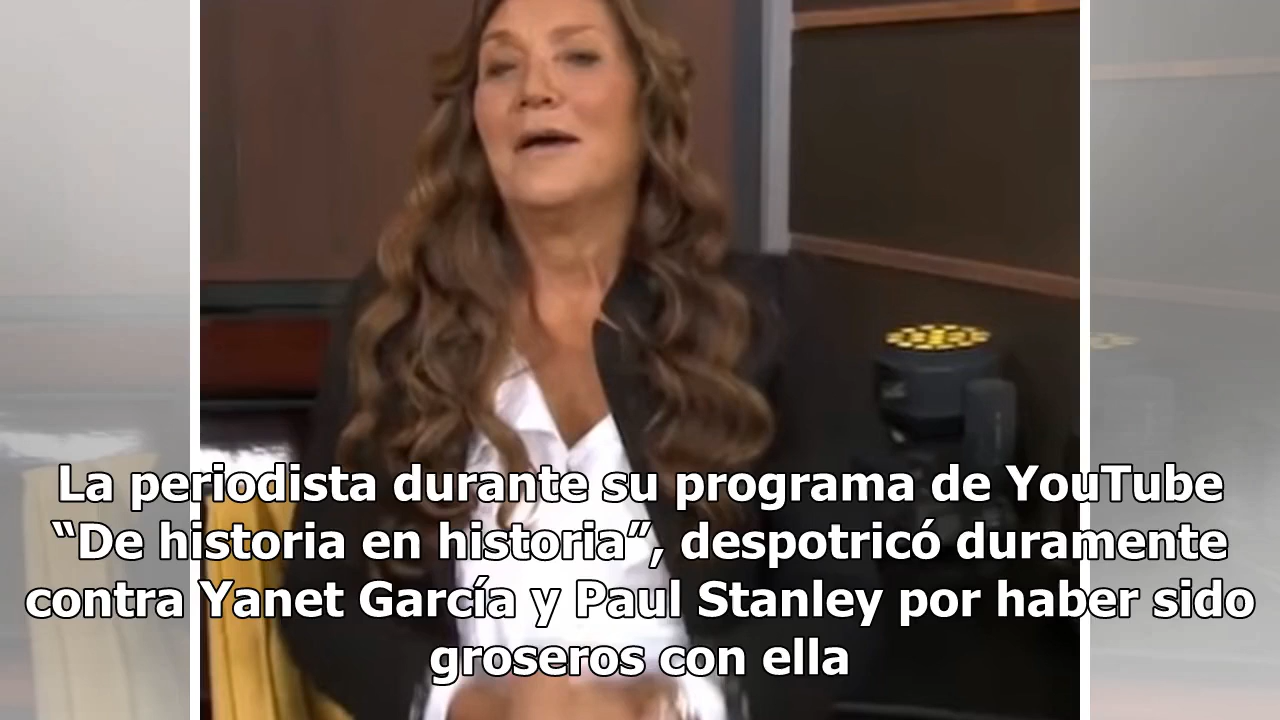 La periodista durante su programa de YouTube
“De historia en historia”, despotricó duramente
contra Yanet García y Paul Stanley por haber sido
groseros con ella